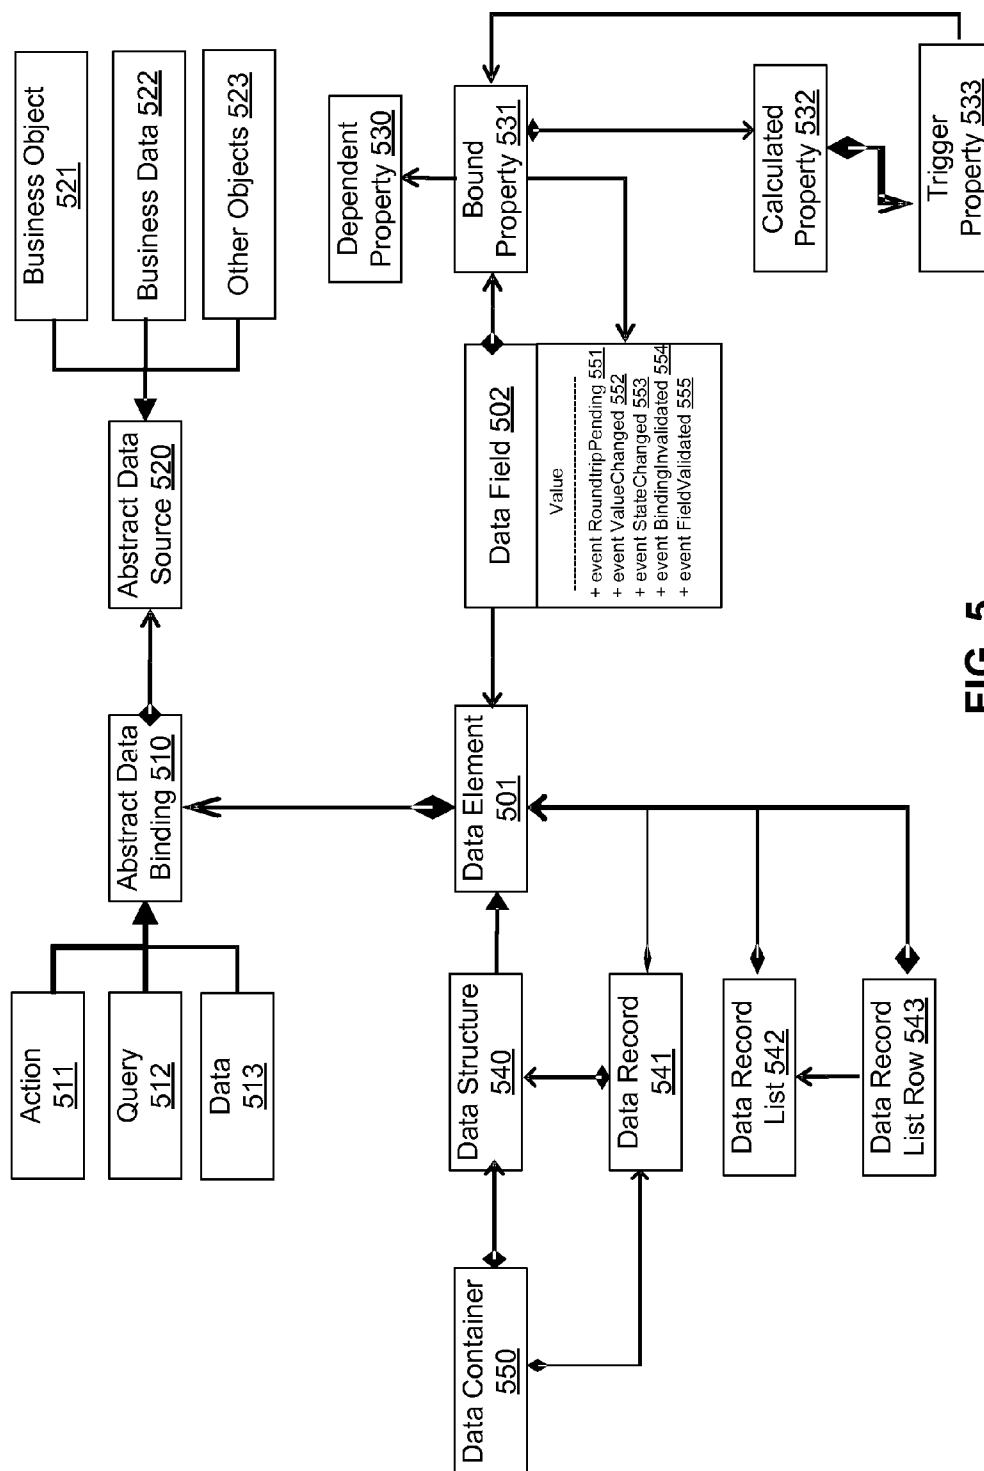 Action
511
Query
512
Data
513
Abstract Data
Binding 510
Abstract Data
Source 520
Business Object
521
Business Data 522
Other Objects 523
Data Container
550
Data Structure
540
Data Record
541
Data Record
List 542
Data Record
List Row 543
Data Element
501
Data Field 502
Value
+ event RoundtripPending 551
+ event ValueChanged 552
+ event StateChanged 553
+ event BindingInvalidated 554
+ event FieldValidated 555
Dependent
Property 530
Bound
Property 531
Calculated
Property 532
Trigger
Property 533
FIG. 5